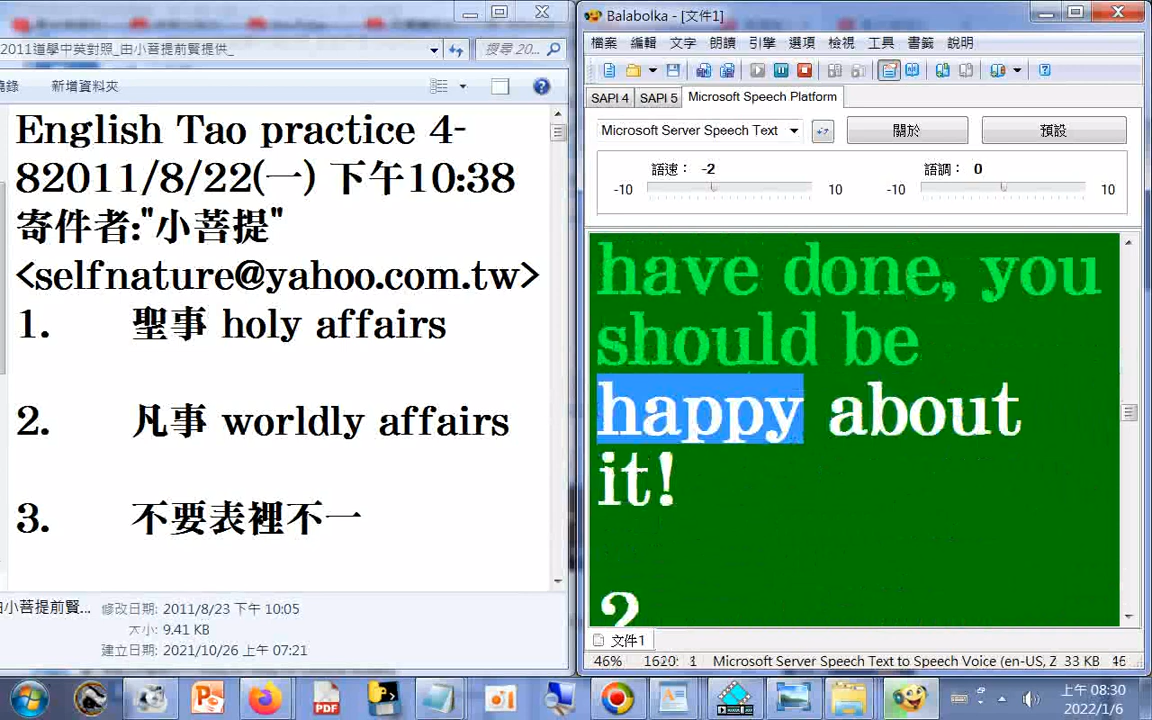 2011道學中英對照_由小菩提前賢提供_
搜尋 20...
新增資料夾
English Tao practice 4-
82011/8/22(一) 下午10:38
寄件者:"小菩提"
<selfnature@yahoo.com.tw>
1. 聖事 holy affairs
2. 凡事 worldly affairs
3. 不要表裡不一
由小菩提前賢... 修改日期: 2011/8/23 下午 10:05
大小: 9.41 KB
建立日期: 2021/10/26 上午 07:21
Balabolka - [文件1]
檔案 編輯 文字 朗讀 引擎 選項 檢視 工具 書籤 說明
SAPI 4 SAPI 5 Microsoft Speech Platform
Microsoft Server Speech Text 關於 預設
語速： -2 語調： 0
-10 10 -10 10
have done, you
should be
happy about
it!
2
文件1
46% 1620: 1 Microsoft Server Speech Text to Speech Voice (en-US, Z 33 KB 46
PDF
上午 08:30
2022/1/6